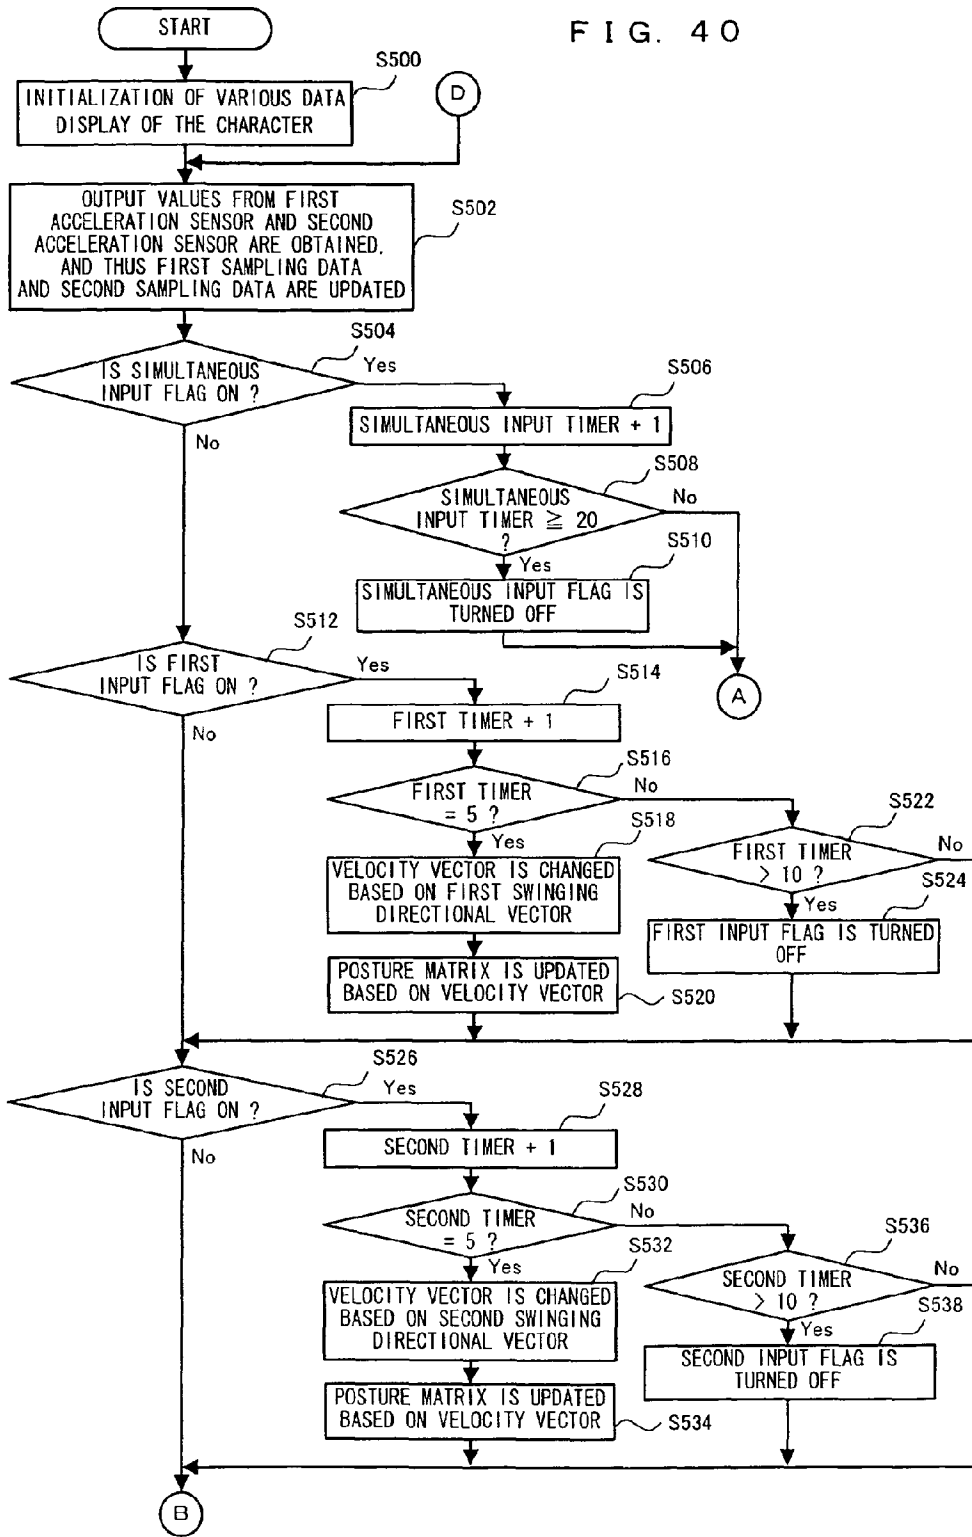 FIG. 40
START
S500
INITIALIZATION OF VARIOUS DATA
DISPLAY OF THE CHARACTER
D
OUTPUT VALUES FROM FIRST
ACCELERATION SENSOR AND SECOND
ACCELERATION SENSOR ARE OBTAINED,
AND THUS FIRST SAMPLING DATA
AND SECOND SAMPLING DATA ARE UPDATED
S502
S504
IS SIMULTANEOUS
INPUT FLAG ON ?
Yes
No
S506
SIMULTANEOUS INPUT TIMER + 1
S508
SIMULTANEOUS
INPUT TIMER ≧ 20
?
No
Yes
S510
SIMULTANEOUS INPUT FLAG IS
TURNED OFF
A
S512
IS FIRST
INPUT FLAG ON ?
Yes
No
S514
FIRST TIMER + 1
S516
FIRST TIMER
= 5 ?
No
Yes
S518
VELOCITY VECTOR IS CHANGED
BASED ON FIRST SWINGING
DIRECTIONAL VECTOR
POSTURE MATRIX IS UPDATED
BASED ON VELOCITY VECTOR
S520
S522
FIRST TIMER
> 10 ?
No
Yes
S524
FIRST INPUT FLAG IS TURNED
OFF
S526
IS SECOND
INPUT FLAG ON ?
Yes
No
S528
SECOND TIMER + 1
S530
SECOND TIMER
= 5 ?
No
Yes
S532
VELOCITY VECTOR IS CHANGED
BASED ON SECOND SWINGING
DIRECTIONAL VECTOR
POSTURE MATRIX IS UPDATED
BASED ON VELOCITY VECTOR
S534
S536
SECOND TIMER
> 10 ?
No
Yes
S538
SECOND INPUT FLAG IS
TURNED OFF
B